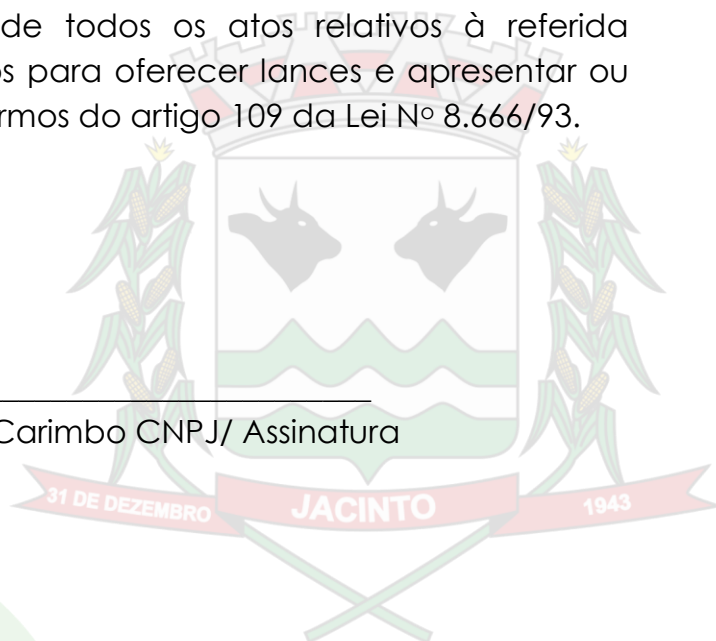 de todos os atos relativos à referida
os para oferecer lances e apresentar ou
rmos do artigo 109 da Lei Nº 8.666/93.
Carimbo CNPJ/ Assinatura
31 DE DEZEMBRO JACINTO 1943